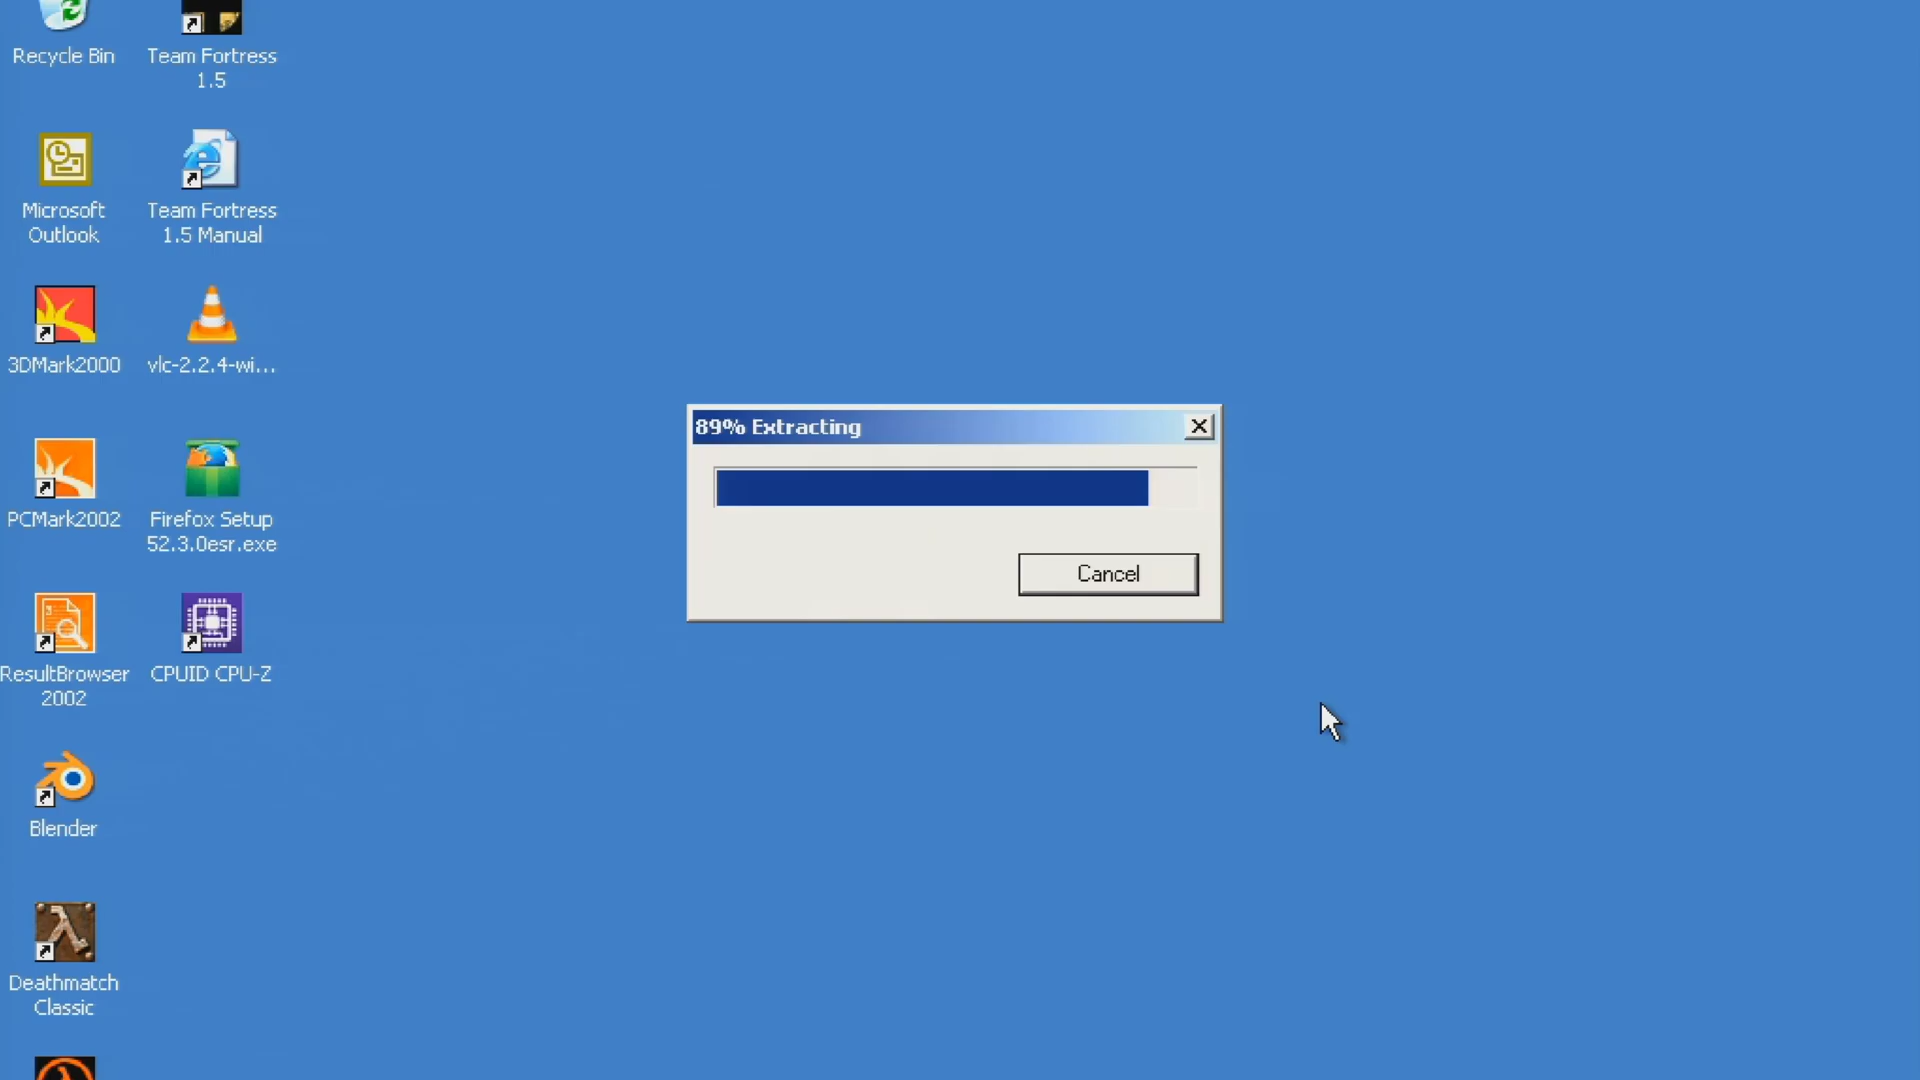 Recycle Bin
Team Fortress
1.5
Microsoft
Outlook
Team Fortress
1.5 Manual
3DMark2000
vlc-2.2.4-wi...
PCMark2002
Firefox Setup
52.3.0esr.exe
ResultBrowser
2002
CPUID CPU-Z
Blender
Deathmatch
Classic
89% Extracting
Cancel